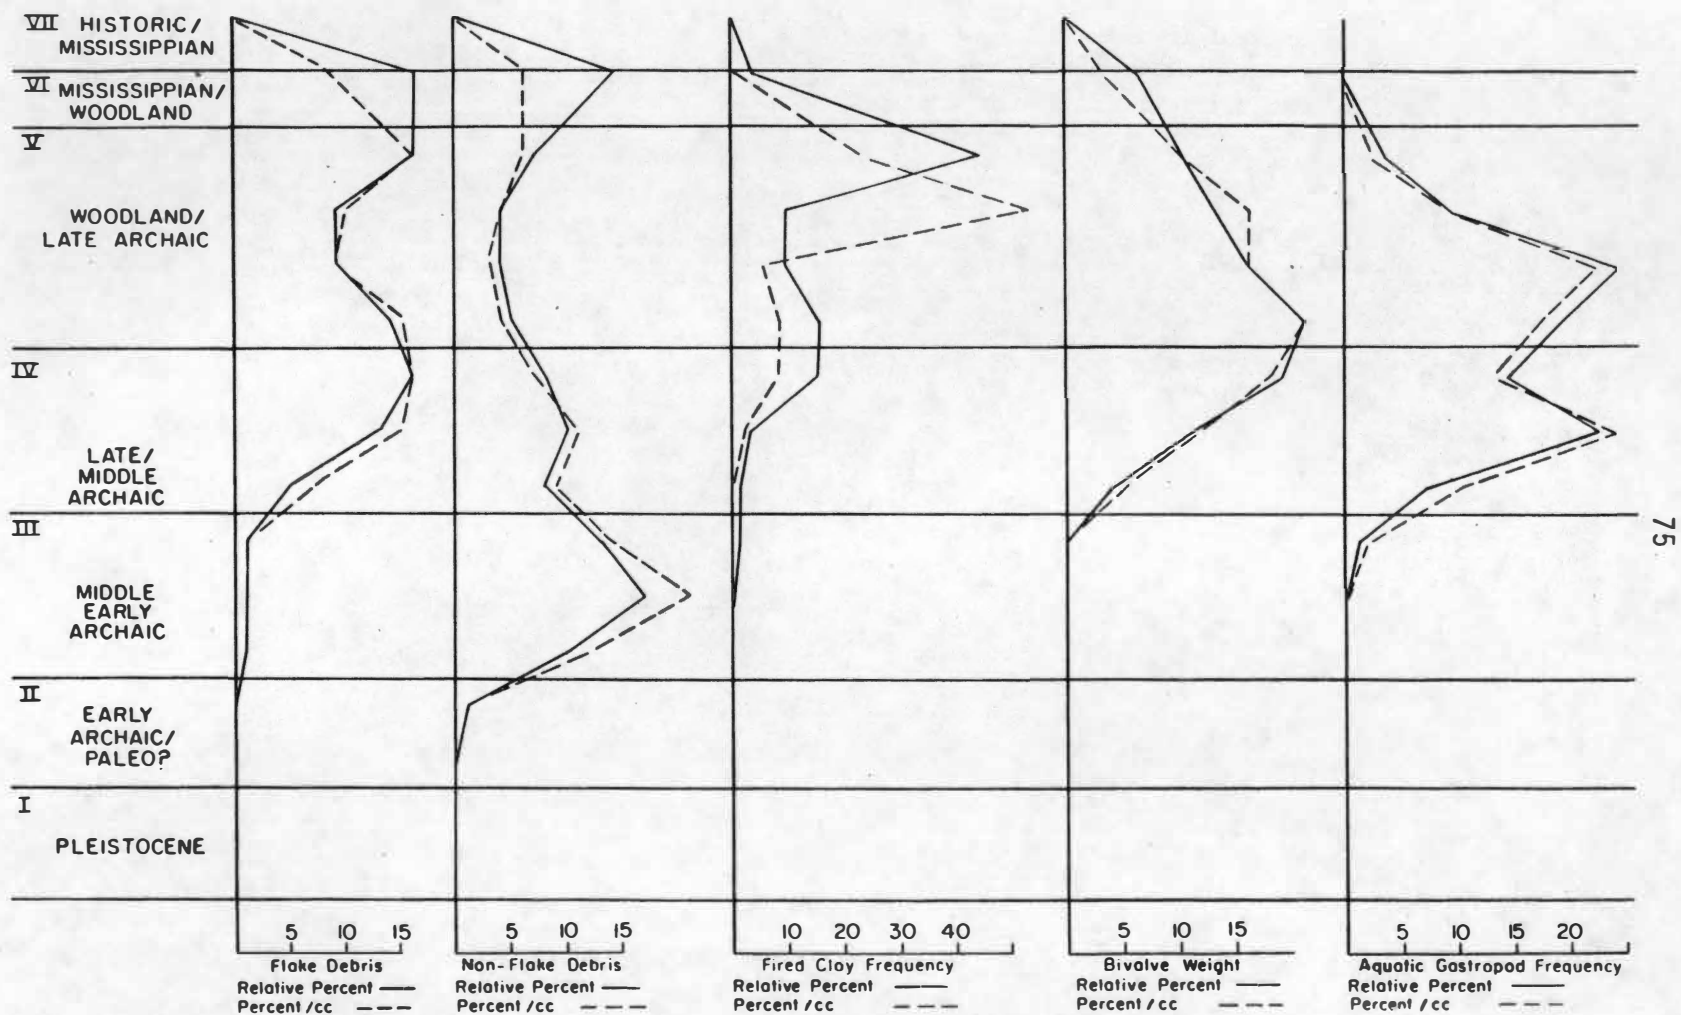 VII HISTORIC/
MISSISSIPPIAN
VI MISSISSIPPIAN/
WOODLAND
V
WOODLAND/
LATE ARCHAIC
IV
LATE/
MIDDLE
ARCHAIC
III
MIDDLE
EARLY
ARCHAIC
II
EARLY
ARCHAIC/
PALEO?
I
PLEISTOCENE
5 10 15
Flake Debris
Relative Percent
Percent/cc
5 10 15
Non-Flake Debris
Relative Percent
Percent/cc
10 20 30 40
Fired Clay Frequency
Relative Percent
Percent/cc
5 10 15
Bivalve Weight
Relative Percent
Percent/cc
5 10 15 20
Aquatic Gastropod Frequency
Relative Percent
Percent/cc
75